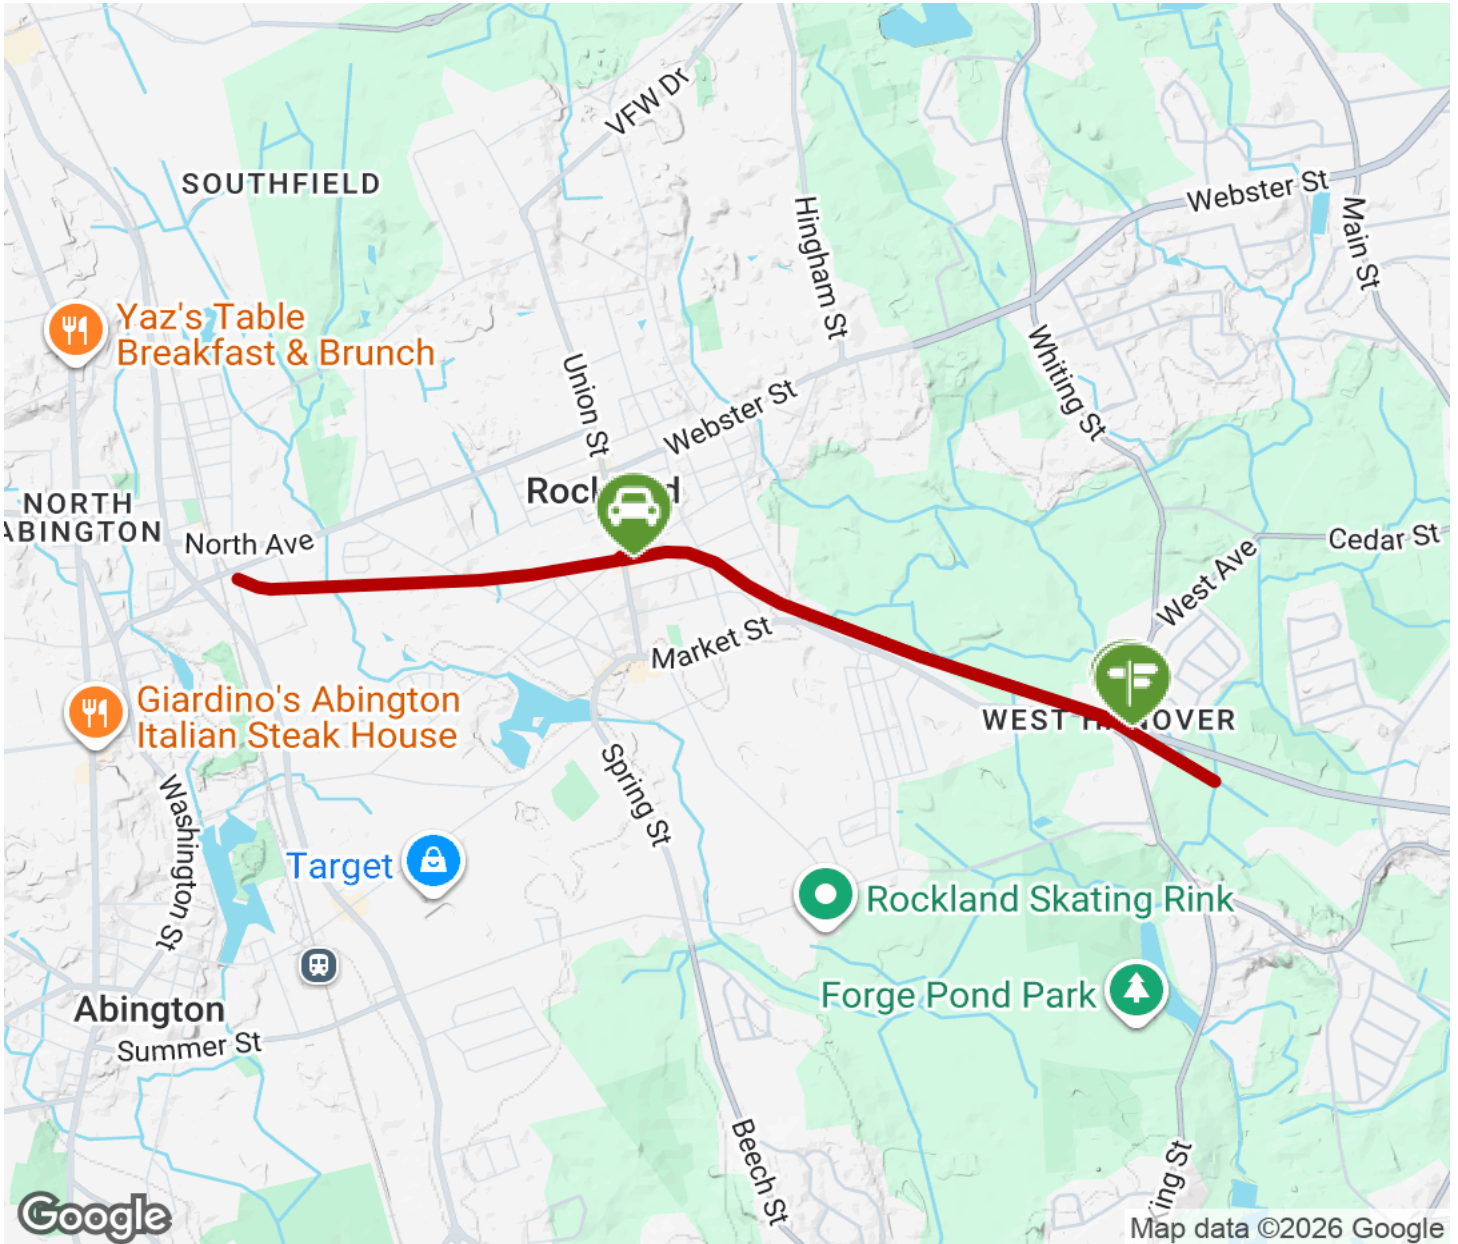 VFW Dr
SOUTHFIELD
Webster St
Main St
Hingham St
Yaz's Table
Breakfast & Brunch
Whiting St
Union St
Webster St
NORTH
ABINGTON
North Ave
Cedar St
West Ave
Market St
Giardino's Abington
Italian Steak House
Spring St
Washington St
Target
Rockland Skating Rink
Forge Pond Park
Abington
Summer St
Beech St
Google
Map data ©2026 Google